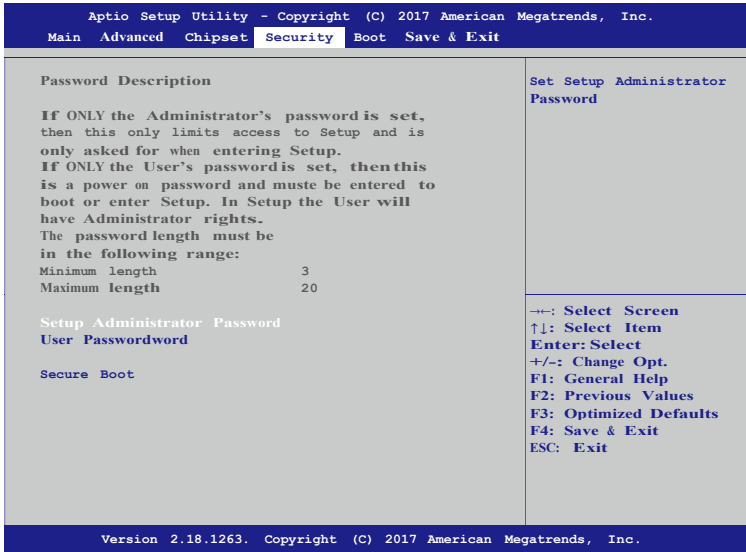 Aptio Setup Utility - Copyright (C) 2017 American Megatrends, Inc.
Main Advanced Chipset Security Boot Save & Exit
Password Description
If ONLY the Administrator's password is set,
then this only limits access to Setup and is
only asked for when entering Setup.
If ONLY the User's password is set, then this
is a power on password and muste be entered to
boot or enter Setup. In Setup the User will
have Administrator rights.
The password length must be
in the following range:
Minimum length 3
Maximum length 20
Setup Administrator Password
User Passwordword
Secure Boot
Set Setup Administrator
Password
→←: Select Screen
↑↓: Select Item
Enter: Select
+/-: Change Opt.
F1: General Help
F2: Previous Values
F3: Optimized Defaults
F4: Save & Exit
ESC: Exit
Version 2.18.1263. Copyright (C) 2017 American Megatrends, Inc.